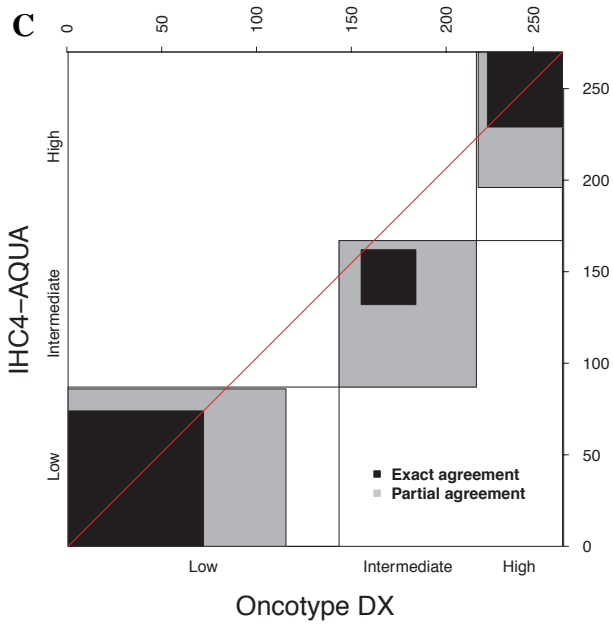 C
0 50 100 150 200 250
High
Intermediate
Low
IHC4–AQUA
250
200
150
100
50
0
Exact agreement
Partial agreement
Low Intermediate High
Oncotype DX